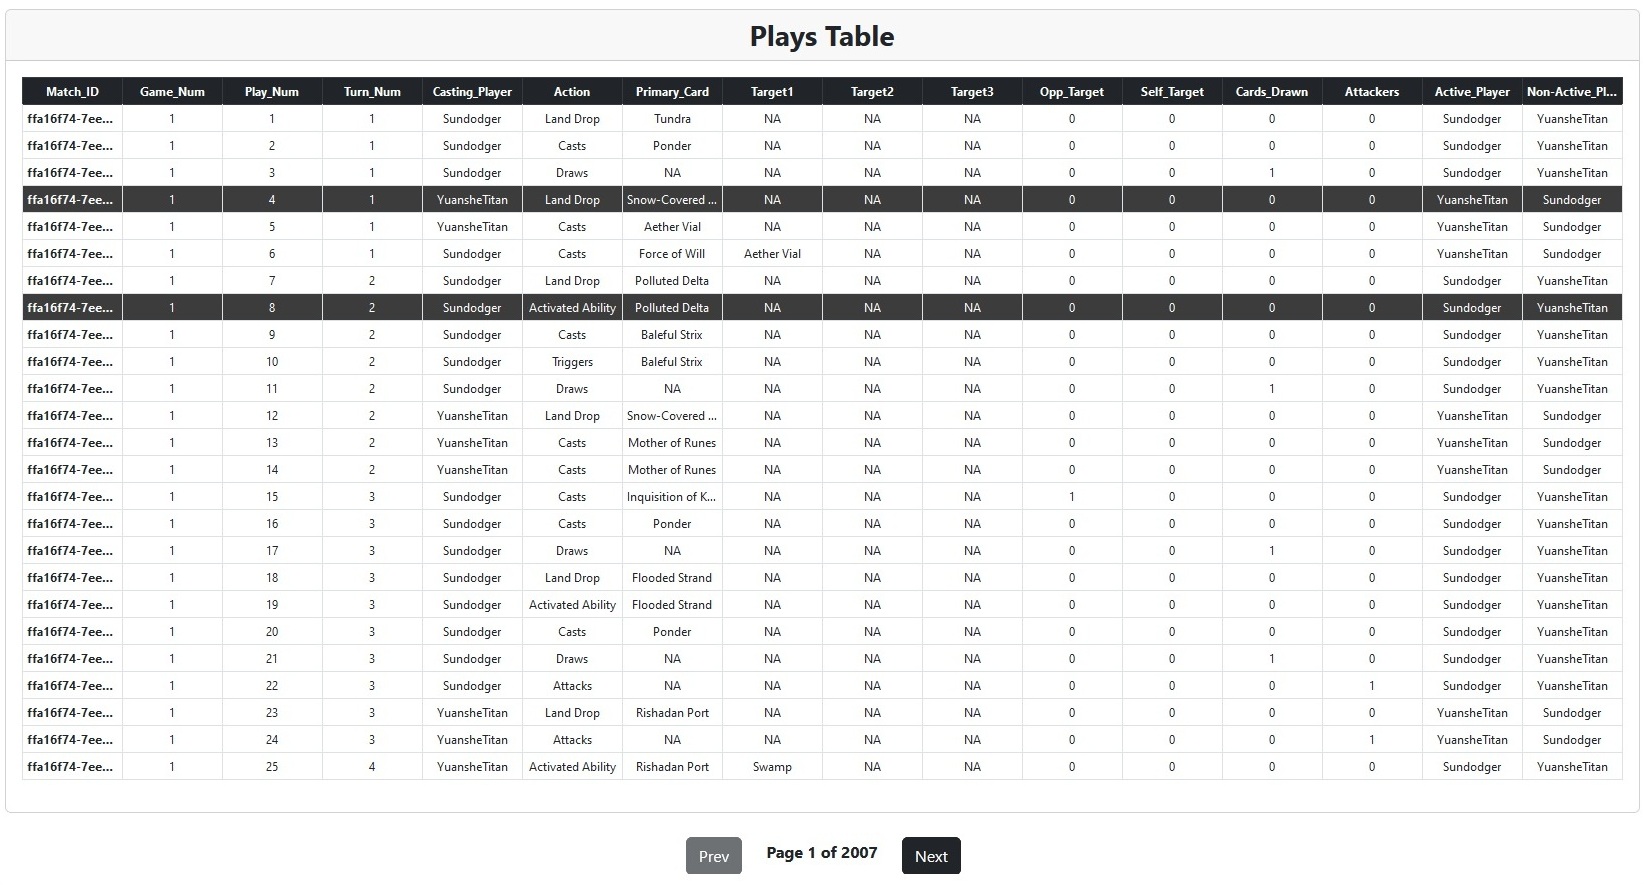 Plays Table
Match_ID Game_Num Play_Num Turn_Num Casting_Player Action Primary_Card Target1 Target2 Target3 Opp_Target Self_Target Cards_Drawn Attackers Active_Player Non-Active_Pl...
ffa16f74-7ee... 1 1 1 Sundodger Land Drop Tundra NA NA NA 0 0 0 0 Sundodger YuansheTitan
ffa16f74-7ee... 1 2 1 Sundodger Casts Ponder NA NA NA 0 0 0 0 Sundodger YuansheTitan
ffa16f74-7ee... 1 3 1 Sundodger Draws NA NA NA NA 0 0 1 0 Sundodger YuansheTitan
ffa16f74-7ee... 1 4 1 YuansheTitan Land Drop Snow-Covered ... NA NA NA 0 0 0 0 YuansheTitan Sundodger
ffa16f74-7ee... 1 5 1 YuansheTitan Casts Aether Vial NA NA NA 0 0 0 0 YuansheTitan Sundodger
ffa16f74-7ee... 1 6 1 Sundodger Casts Force of Will Aether Vial NA NA 0 0 0 0 YuansheTitan Sundodger
ffa16f74-7ee... 1 7 2 Sundodger Land Drop Polluted Delta NA NA NA 0 0 0 0 Sundodger YuansheTitan
ffa16f74-7ee... 1 8 2 Sundodger Activated Ability Polluted Delta NA NA NA 0 0 0 0 Sundodger YuansheTitan
ffa16f74-7ee... 1 9 2 Sundodger Casts Baleful Strix NA NA NA 0 0 0 0 Sundodger YuansheTitan
ffa16f74-7ee... 1 10 2 Sundodger Triggers Baleful Strix NA NA NA 0 0 0 0 Sundodger YuansheTitan
ffa16f74-7ee... 1 11 2 Sundodger Draws NA NA NA NA 0 0 1 0 Sundodger YuansheTitan
ffa16f74-7ee... 1 12 2 YuansheTitan Land Drop Snow-Covered ... NA NA NA 0 0 0 0 YuansheTitan Sundodger
ffa16f74-7ee... 1 13 2 YuansheTitan Casts Mother of Runes NA NA NA 0 0 0 0 YuansheTitan Sundodger
ffa16f74-7ee... 1 14 2 YuansheTitan Casts Mother of Runes NA NA NA 0 0 0 0 YuansheTitan Sundodger
ffa16f74-7ee... 1 15 3 Sundodger Casts Inquisition of K... NA NA NA 1 0 0 0 Sundodger YuansheTitan
ffa16f74-7ee... 1 16 3 Sundodger Casts Ponder NA NA NA 0 0 0 0 Sundodger YuansheTitan
ffa16f74-7ee... 1 17 3 Sundodger Draws NA NA NA NA 0 0 1 0 Sundodger YuansheTitan
ffa16f74-7ee... 1 18 3 Sundodger Land Drop Flooded Strand NA NA NA 0 0 0 0 Sundodger YuansheTitan
ffa16f74-7ee... 1 19 3 Sundodger Activated Ability Flooded Strand NA NA NA 0 0 0 0 Sundodger YuansheTitan
ffa16f74-7ee... 1 20 3 Sundodger Casts Ponder NA NA NA 0 0 0 0 Sundodger YuansheTitan
ffa16f74-7ee... 1 21 3 Sundodger Draws NA NA NA NA 0 0 1 0 Sundodger YuansheTitan
ffa16f74-7ee... 1 22 3 Sundodger Attacks NA NA NA NA 0 0 0 1 Sundodger YuansheTitan
ffa16f74-7ee... 1 23 3 YuansheTitan Land Drop Rishadan Port NA NA NA 0 0 0 0 YuansheTitan Sundodger
ffa16f74-7ee... 1 24 3 YuansheTitan Attacks NA NA NA NA 0 0 0 1 YuansheTitan Sundodger
ffa16f74-7ee... 1 25 4 YuansheTitan Activated Ability Rishadan Port Swamp NA NA 0 0 0 0 Sundodger YuansheTitan
Prev Page 1 of 2007 Next